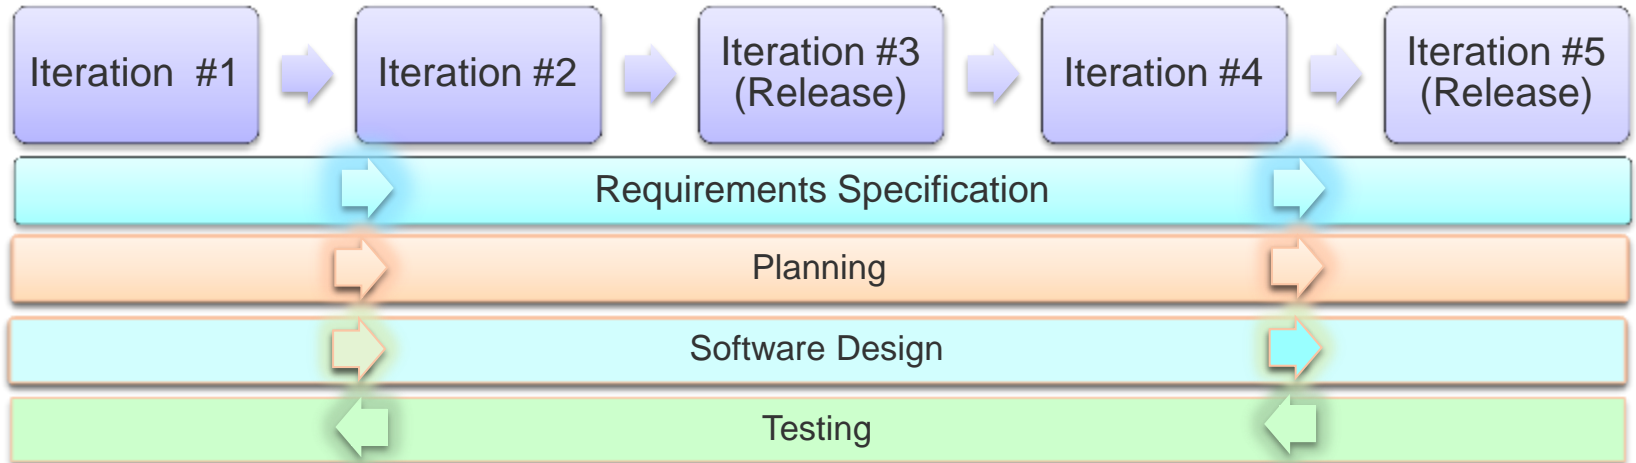 Iteration  #1
Iteration #2
Iteration #3
(Release)
Iteration #4
Iteration #5
(Release)
Requirements Specification
Planning
Software Design
Testing